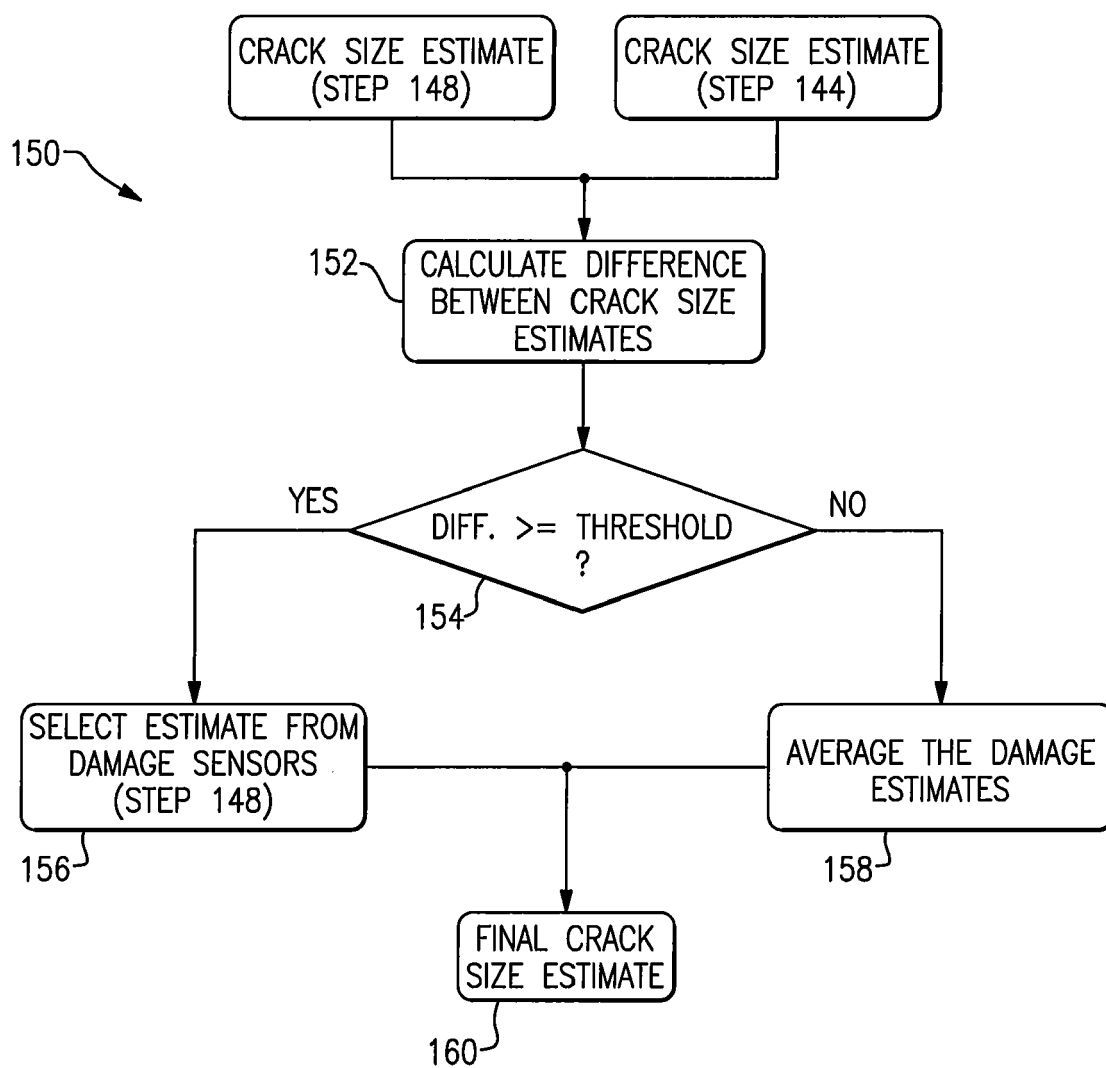 CRACK SIZE ESTIMATE
(STEP 148)
CRACK SIZE ESTIMATE
(STEP 144)
150
152
CALCULATE DIFFERENCE
BETWEEN CRACK SIZE
ESTIMATES
YES
NO
DIFF. >= THRESHOLD
?
154
SELECT ESTIMATE FROM
DAMAGE SENSORS
(STEP 148)
156
AVERAGE THE DAMAGE
ESTIMATES
158
FINAL CRACK
SIZE ESTIMATE
160